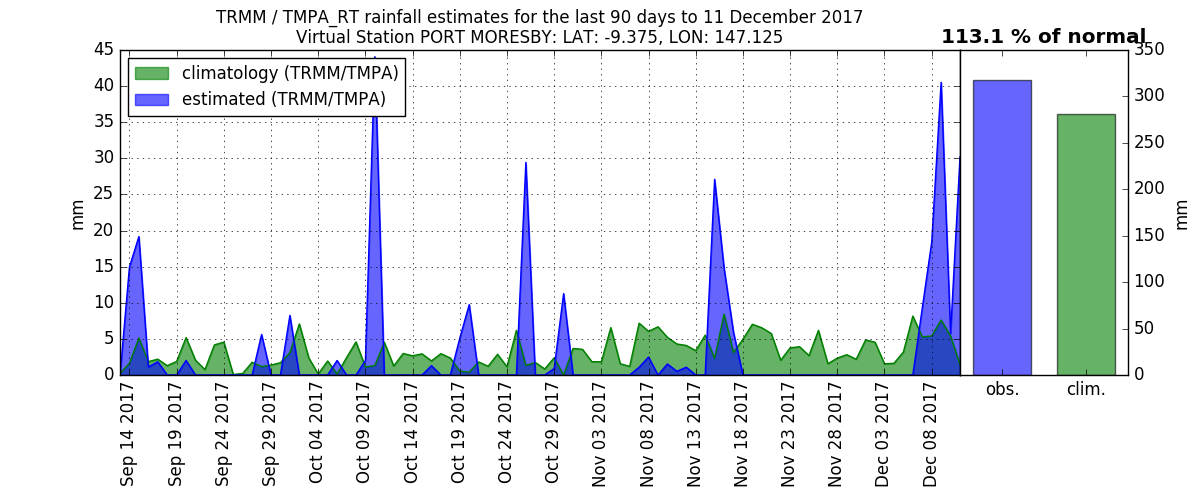 TRMM / TMPA_RT rainfall estimates for the last 90 days to 11 December 2017
Virtual Station PORT MORESBY: LAT: -9.375, LON: 147.125
113.1 % of normal
climatology (TRMM/TMPA)
estimated (TRMM/TMPA)
45
40
35
30
25
20
15
10
5
0
mm
Sep 14 2017
Sep 19 2017
Sep 24 2017
Sep 29 2017
Oct 04 2017
Oct 09 2017
Oct 14 2017
Oct 19 2017
Oct 24 2017
Oct 29 2017
Nov 03 2017
Nov 08 2017
Nov 13 2017
Nov 18 2017
Nov 23 2017
Nov 28 2017
Dec 03 2017
Dec 08 2017
obs.
clim.
350
300
250
200
150
100
50
0
mm